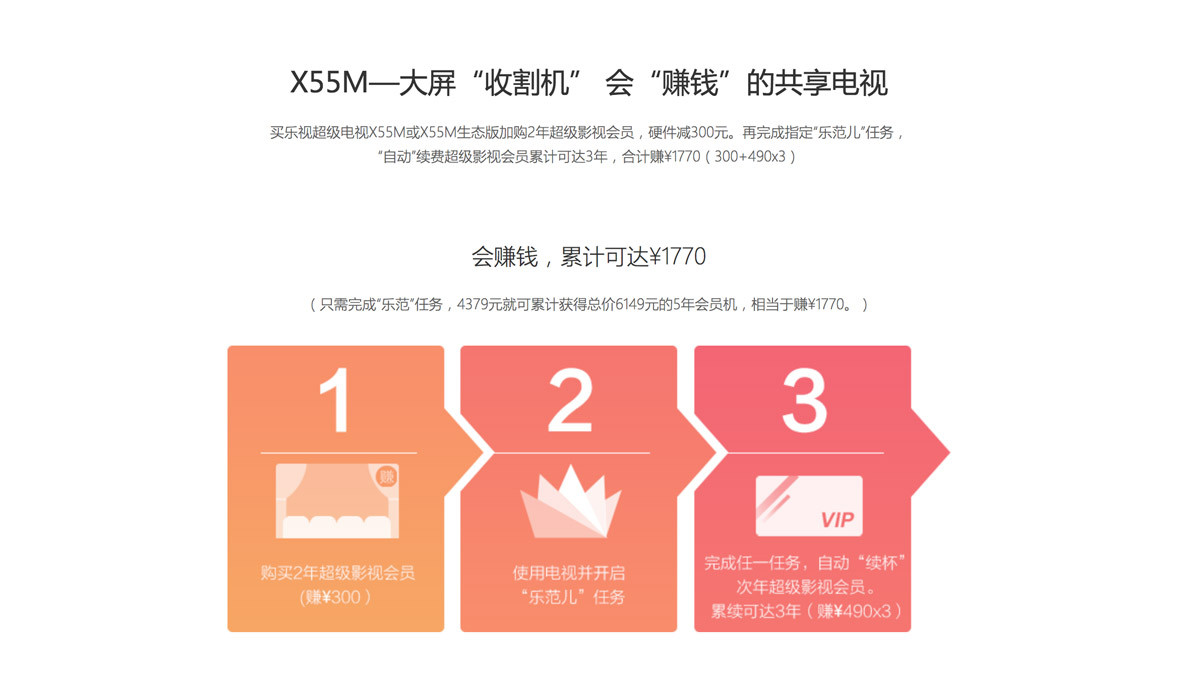 X55M—大屏“收割机” 会“赚钱”的共享电视
买乐视超级电视X55M或X55M生态版加购2年超级影视会员，硬件减300元。再完成指定“乐范儿”任务，
“自动”续费超级影视会员累计可达3年，合计赚¥1770（300+490x3）
会赚钱，累计可达¥1770
（只需完成“乐范”任务，4379元就可累计获得总价6149元的5年会员机，相当于赚¥1770。）
1
赚
购买2年超级影视会员
(赚¥300）
2
使用电视并开启
“乐范儿”任务
3
VIP
完成任一任务，自动“续杯”
次年超级影视会员。
累续可达3年（赚¥490x3）